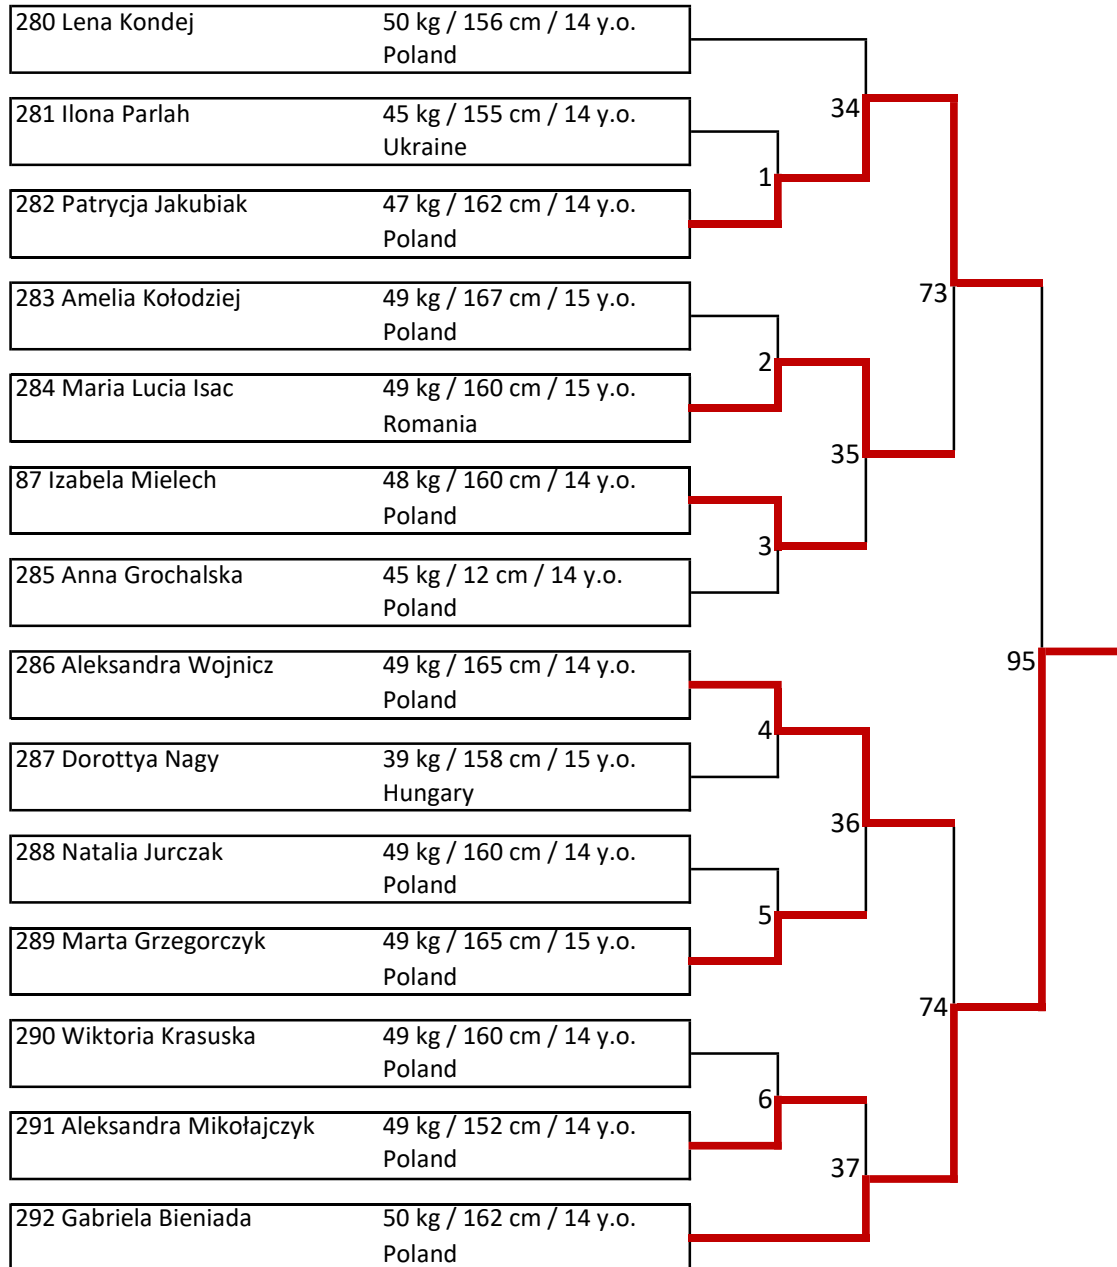 280 Lena Kondej 50 kg / 156 cm / 14 y.o.
Poland
34
281 Ilona Parlah 45 kg / 155 cm / 14 y.o.
Ukraine
1
282 Patrycja Jakubiak 47 kg / 162 cm / 14 y.o.
Poland
283 Amelia Kołodziej 49 kg / 167 cm / 15 y.o.
73
Poland
2
284 Maria Lucia Isac 49 kg / 160 cm / 15 y.o.
Romania
35
87 Izabela Mielech 48 kg / 160 cm / 14 y.o.
Poland
3
285 Anna Grochalska 45 kg / 12 cm / 14 y.o.
Poland
286 Aleksandra Wojnicz 49 kg / 165 cm / 14 y.o.
95
Poland
4
287 Dorottya Nagy 39 kg / 158 cm / 15 y.o.
Hungary
36
288 Natalia Jurczak 49 kg / 160 cm / 14 y.o.
Poland
5
289 Marta Grzegorczyk 49 kg / 165 cm / 15 y.o.
Poland
74
290 Wiktoria Krasuska 49 kg / 160 cm / 14 y.o.
Poland
6
291 Aleksandra Mikołajczyk 49 kg / 152 cm / 14 y.o.
Poland
37
292 Gabriela Bieniada 50 kg / 162 cm / 14 y.o.
Poland